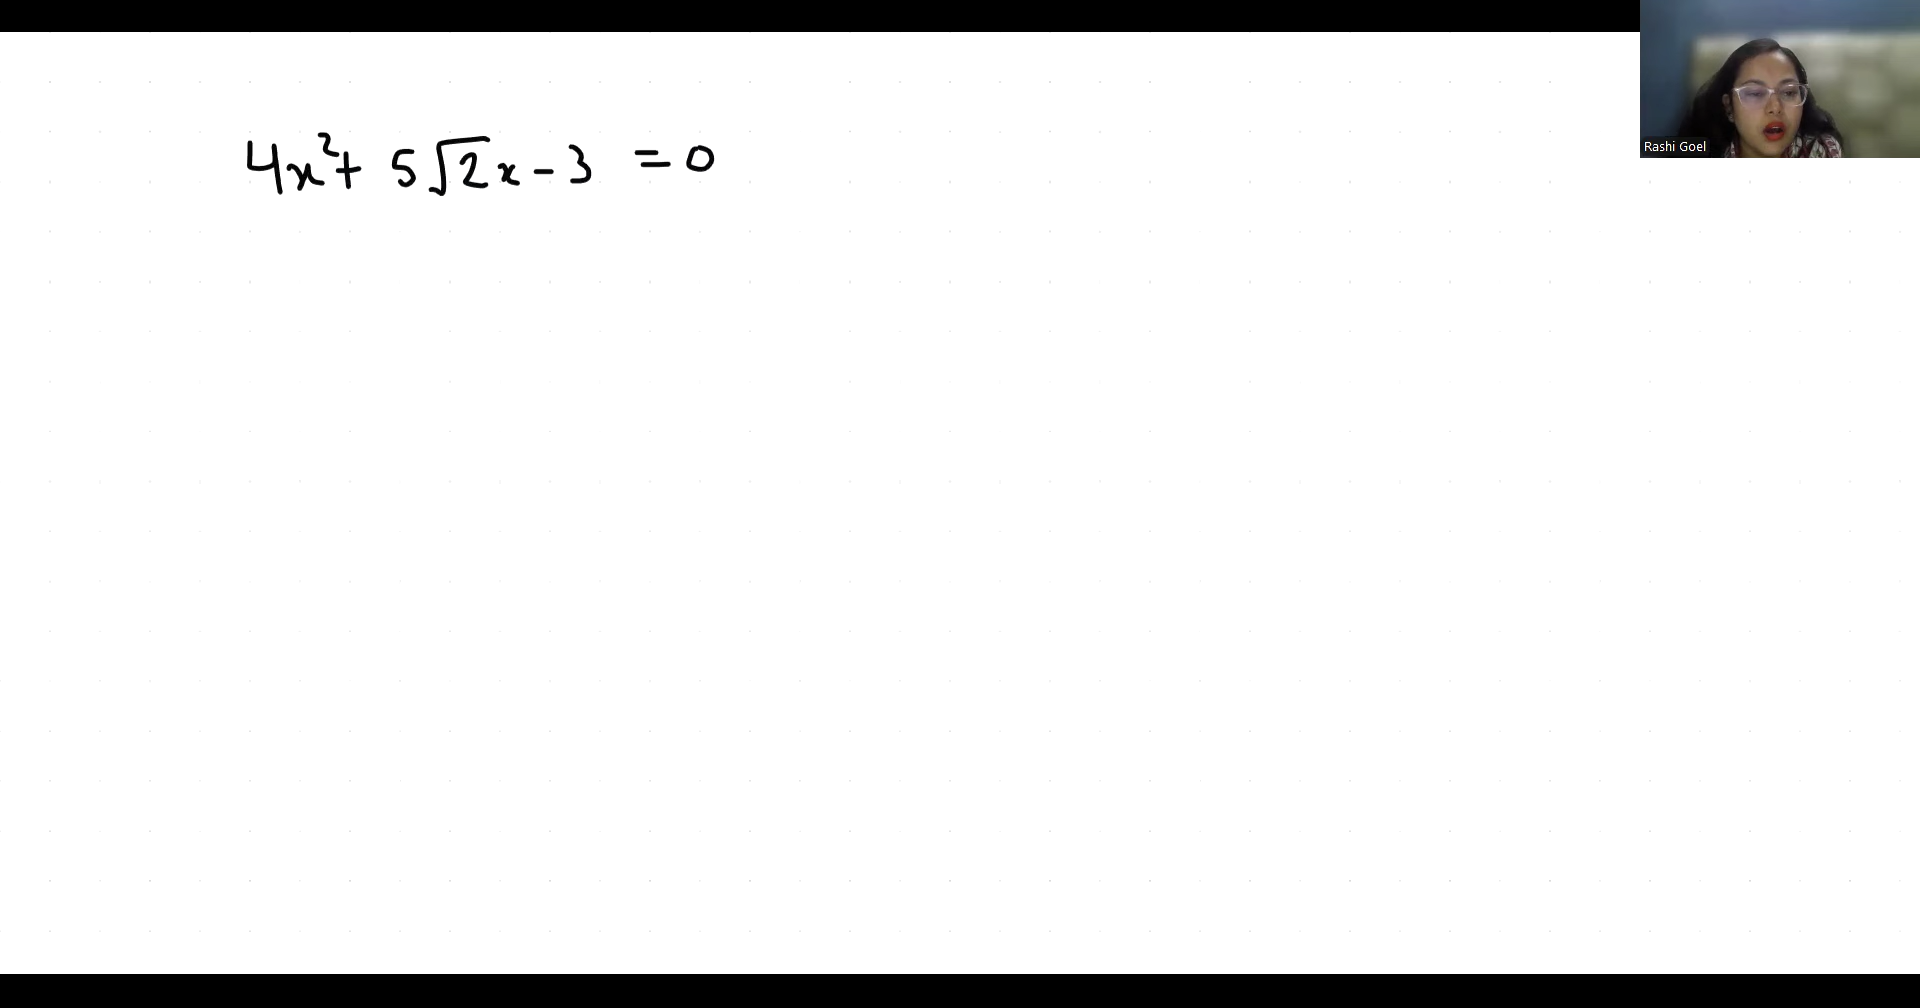 4x²+ 5√2x - 3 = 0
Rashi Goel